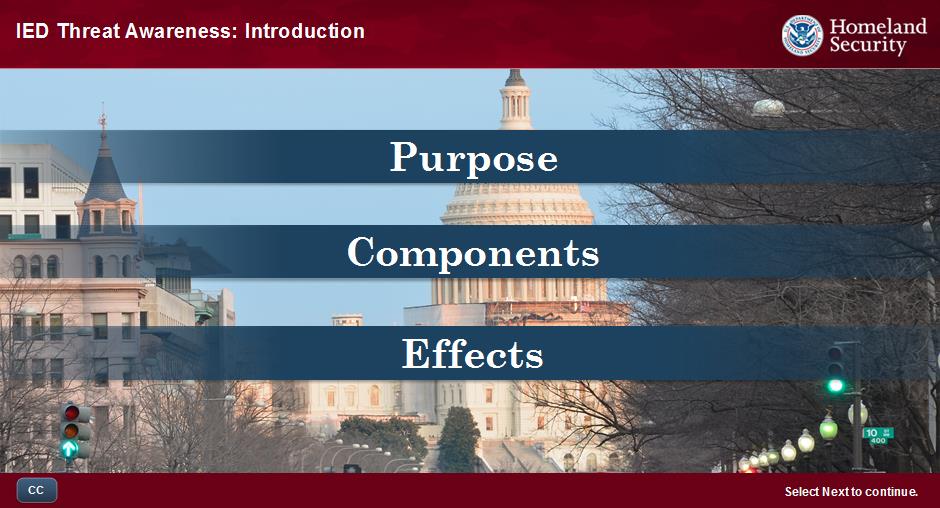 IED Threat Awareness: Introduction
Homeland
Security
Purpose
Components
Effects
10 ST
400
CC
Select Next to continue.